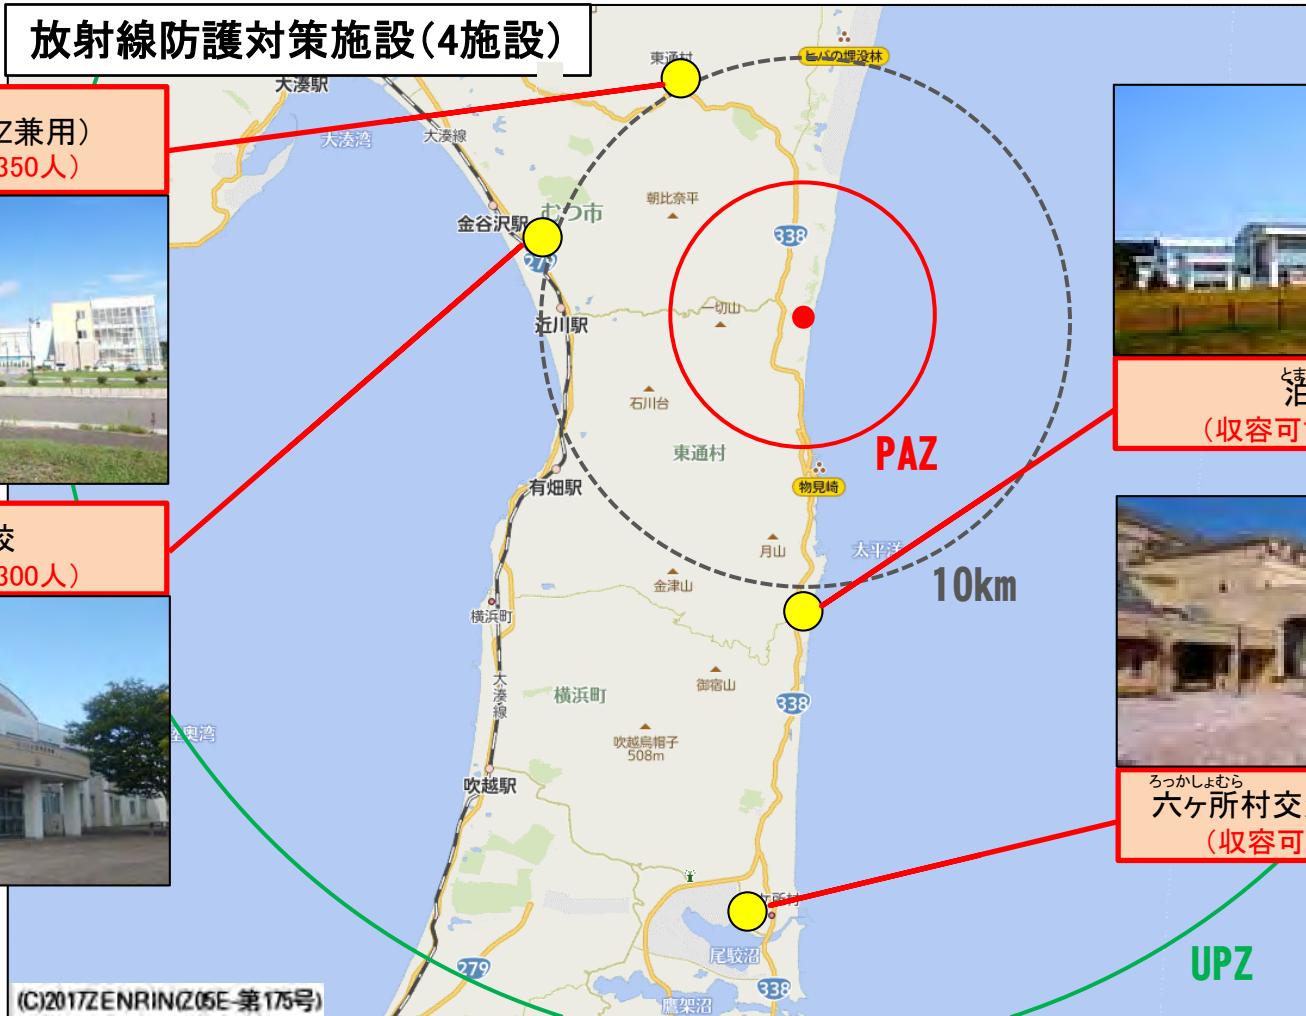 放射線防護対策施設(4施設)
東通村
ヒバの埋没林
大湊駅
Z兼用)
350人)
大湊湾
大湊線
朝比奈平
金谷沢駅
むつ市
338
279
一切山
近川駅
石川台
とま
泊
(収容可
PAZ
東通村
物見崎
有畑駅
校
300人)
月山
太平洋
10km
金津山
横浜町
大湊線
御宿山
横浜町
338
陸奥湾
吹越烏帽子
508m
吹越駅
ろっかしょむら
六ヶ所村交
(収容可
ケ所村
尾駮沼
UPZ
279
338
鷹架沼
(C)2017ZENRIN(Z05E-第175号)